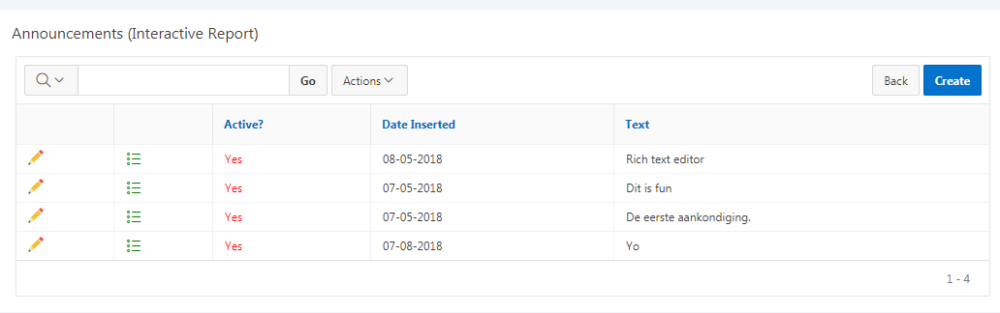 Announcements (Interactive Report)
Go Actions Back Create
Active? Date Inserted Text
Yes 08-05-2018 Rich text editor
Yes 07-05-2018 Dit is fun
Yes 07-05-2018 De eerste aankondiging.
Yes 07-08-2018 Yo
1 - 4